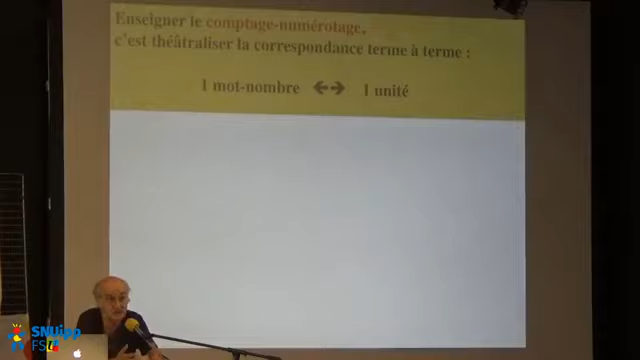 Enseigner le comptage-numérotage,
c'est théâtraliser la correspondance terme à terme :
1 mot-nombre ↔ 1 unité
SNUipp
FSU